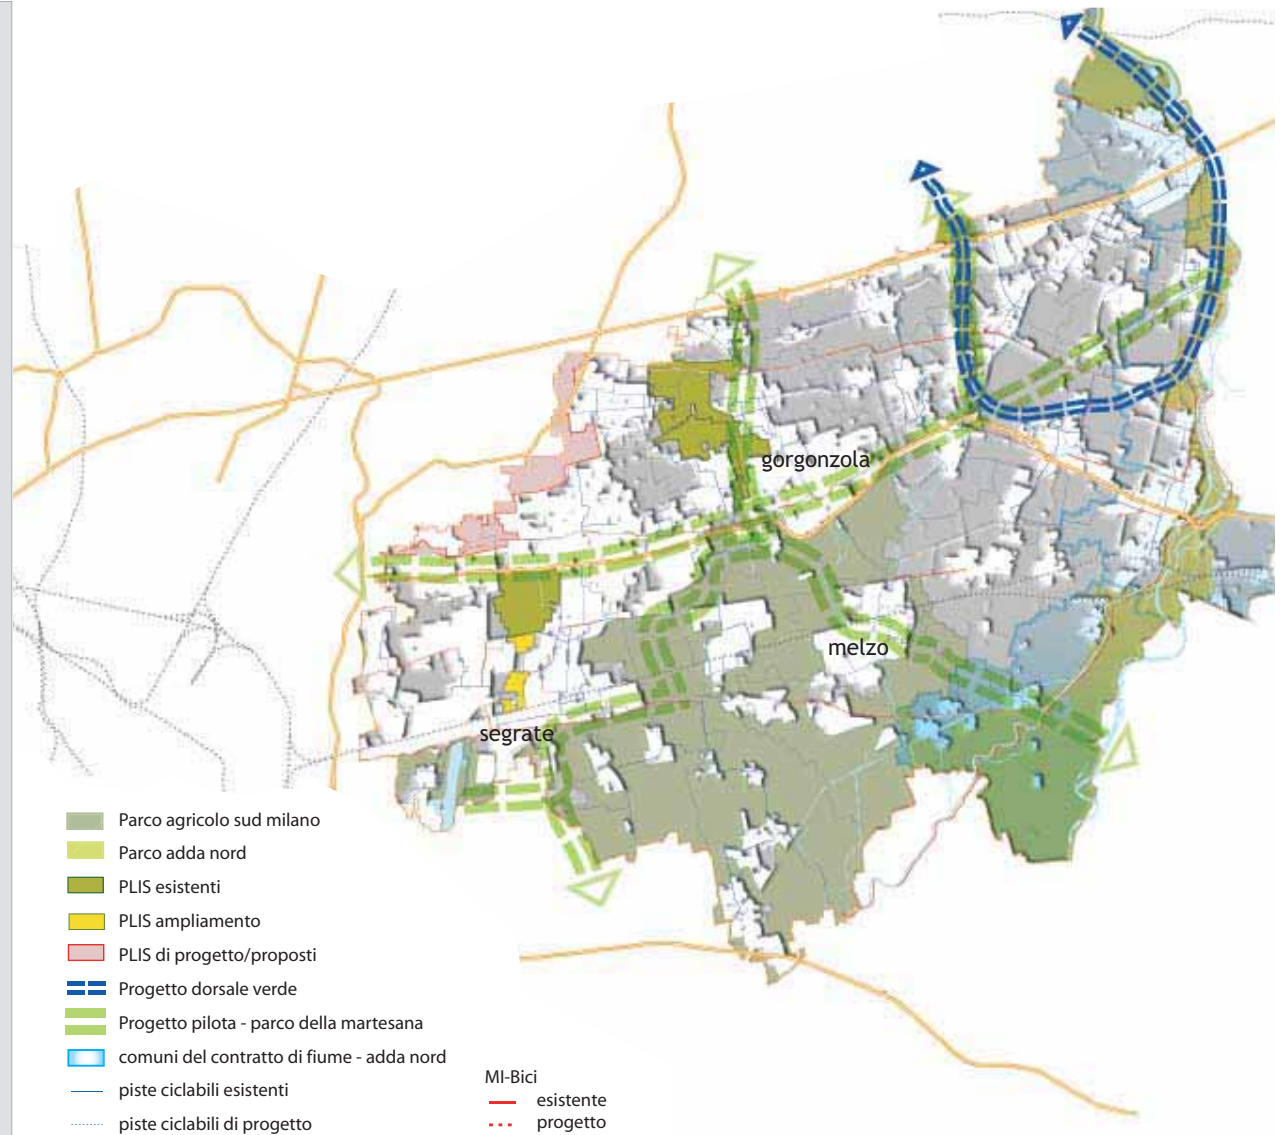 gorgonzola
melzo
segrate
Parco agricolo sud milano
Parco adda nord
PLIS esistenti
PLIS ampliamento
PLIS di progetto/proposti
Progetto dorsale verde
Progetto pilota - parco della martesana
comuni del contratto di fiume - adda nord
piste ciclabili esistenti
piste ciclabili di progetto
MI-Bici
esistente
progetto